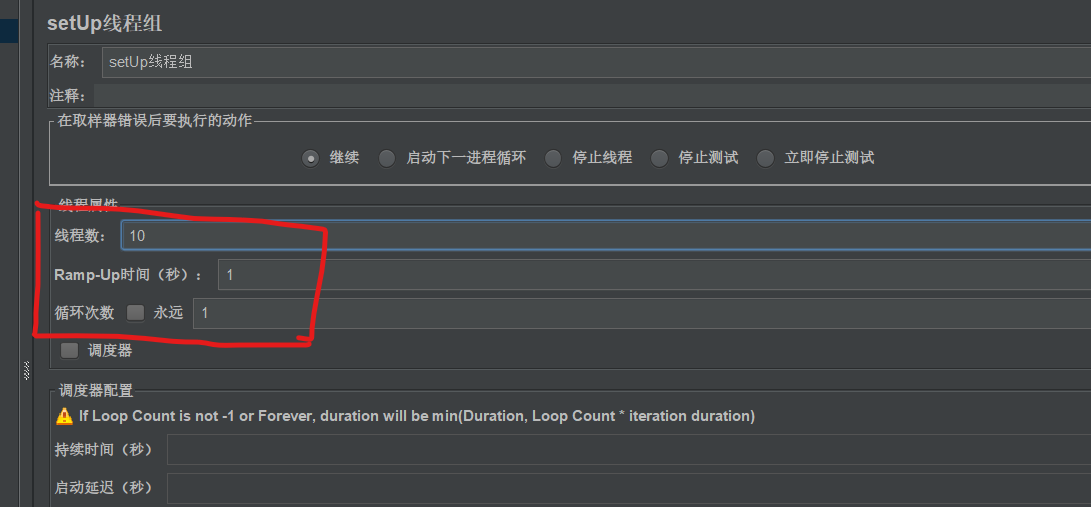 setUp线程组
名称： setUp线程组
注释：
在取样器错误后要执行的动作
继续 启动下一进程循环 停止线程 停止测试 立即停止测试
线程属性
线程数： 10
Ramp-Up时间（秒）： 1
循环次数 永远 1
调度器
调度器配置
If Loop Count is not -1 or Forever, duration will be min(Duration, Loop Count * iteration duration)
持续时间（秒）
启动延迟（秒）